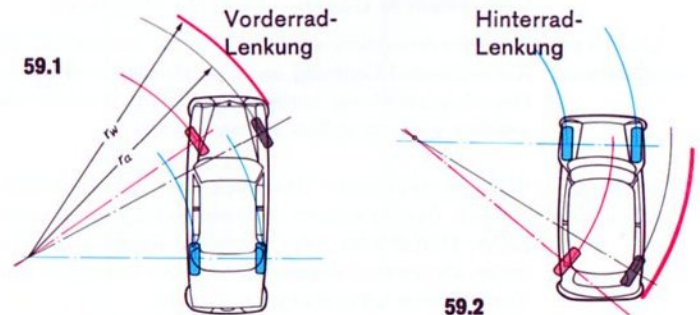 Vorderrad-
Lenkung
59.1
r_w
r_a
Hinterrad-
Lenkung
59.2